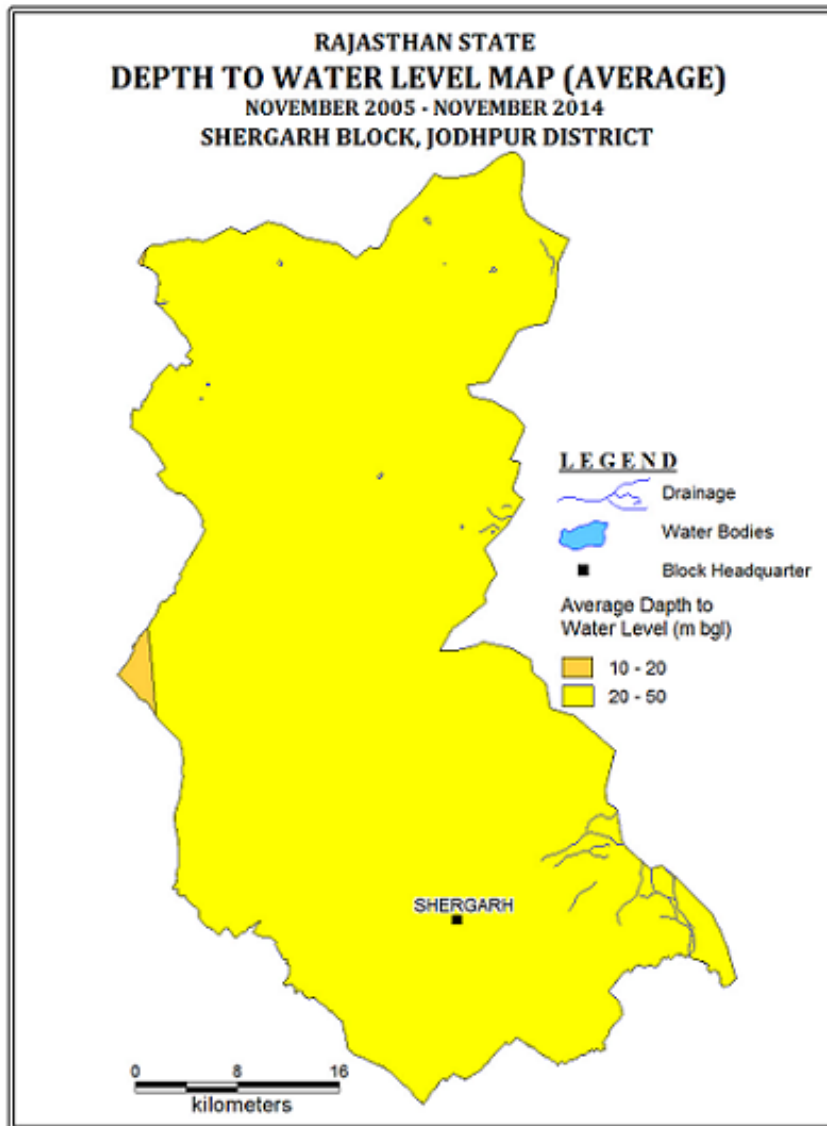 RAJASTHAN STATE
DEPTH TO WATER LEVEL MAP (AVERAGE)
NOVEMBER 2005 - NOVEMBER 2014
SHERGARH BLOCK, JODHPUR DISTRICT
LEGEND
Drainage
Water Bodies
Block Headquarter
Average Depth to
Water Level (m bgl)
10 - 20
20 - 50
SHERGARH
0 8 16
kilometers